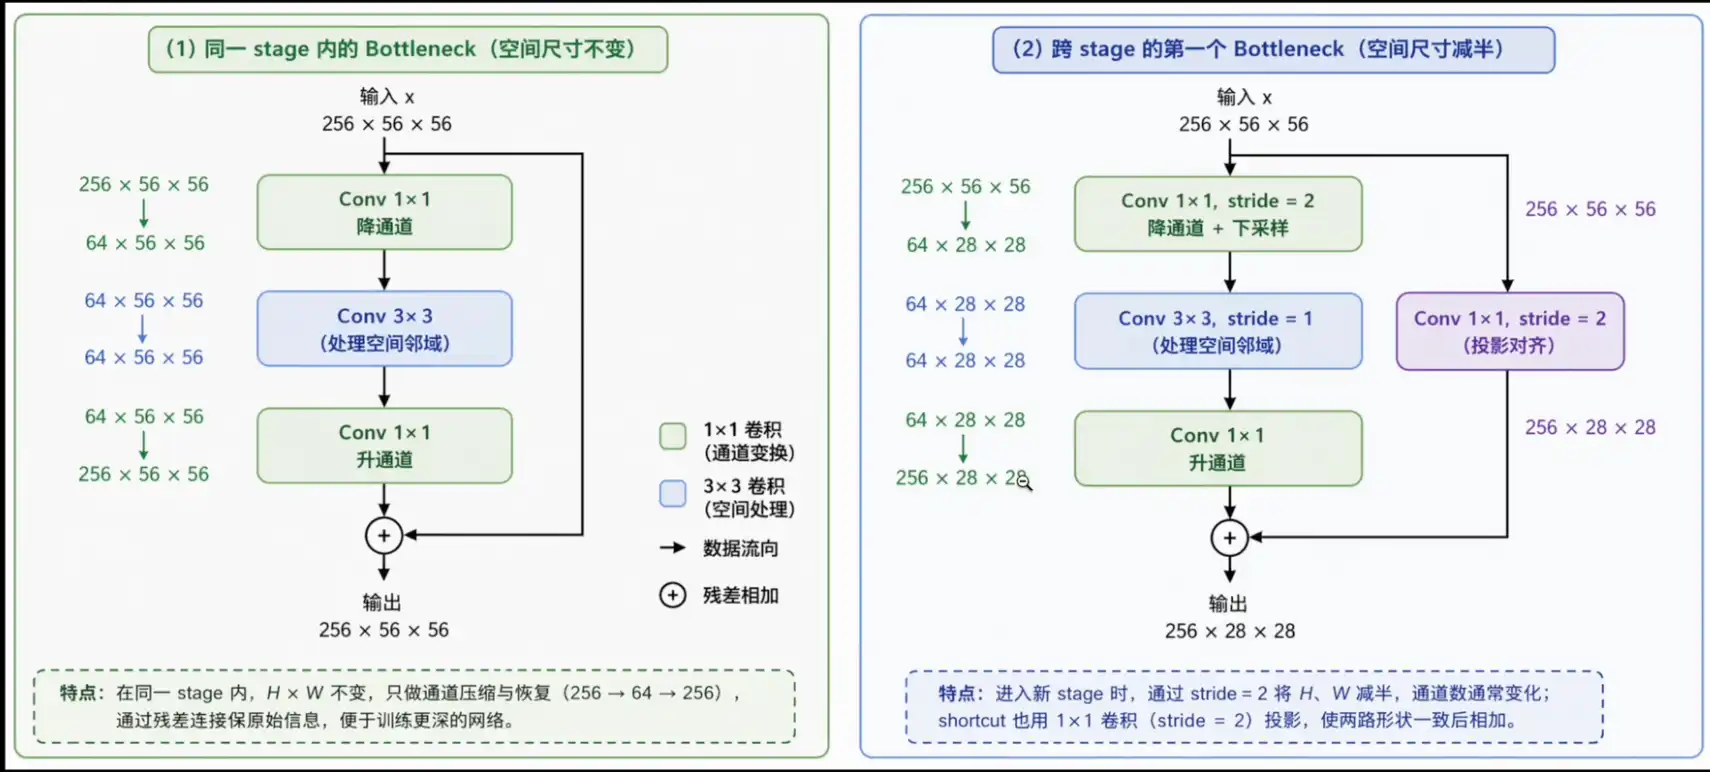 （1）同一 stage 内的 Bottleneck（空间尺寸不变）
输入 x
256 × 56 × 56
256 × 56 × 56
64 × 56 × 56
Conv 1×1
降通道
64 × 56 × 56
64 × 56 × 56
Conv 3×3
（处理空间邻域）
64 × 56 × 56
256 × 56 × 56
Conv 1×1
升通道
+
输出
256 × 56 × 56
1×1 卷积
（通道变换）
3×3 卷积
（空间处理）
数据流向
+
残差相加
特点：在同一 stage 内，H × W 不变，只做通道压缩与恢复（256 → 64 → 256），
通过残差连接保原始信息，便于训练更深的网络。
（2）跨 stage 的第一个 Bottleneck（空间尺寸减半）
输入 x
256 × 56 × 56
256 × 56 × 56
64 × 28 × 28
Conv 1×1, stride = 2
降通道 + 下采样
256 × 56 × 56
64 × 28 × 28
64 × 28 × 28
Conv 3×3, stride = 1
（处理空间邻域）
Conv 1×1, stride = 2
（投影对齐）
64 × 28 × 28
256 × 28 × 28
Conv 1×1
升通道
256 × 28 × 28
+
输出
256 × 28 × 28
特点：进入新 stage 时，通过 stride = 2 将 H、W 减半，通道数通常变化；
shortcut 也用 1×1 卷积（stride = 2）投影，使两路形状一致后相加。